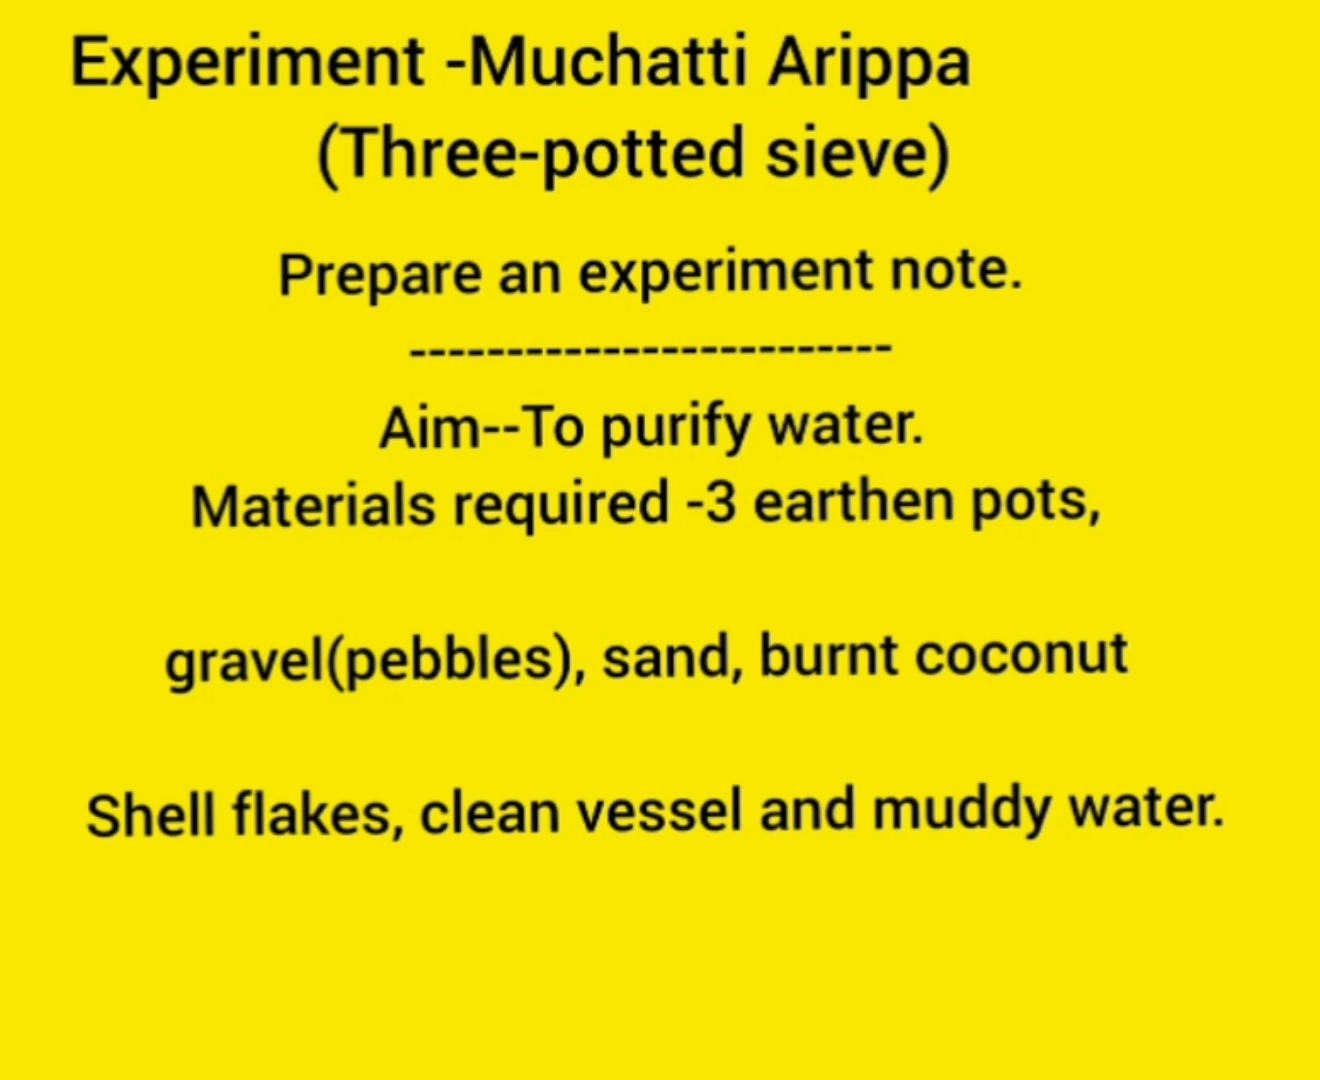 Experiment -Muchatti Arippa
(Three-potted sieve)
Prepare an experiment note.
-------------------------
Aim--To purify water.
Materials required -3 earthen pots,
gravel(pebbles), sand, burnt coconut
Shell flakes, clean vessel and muddy water.